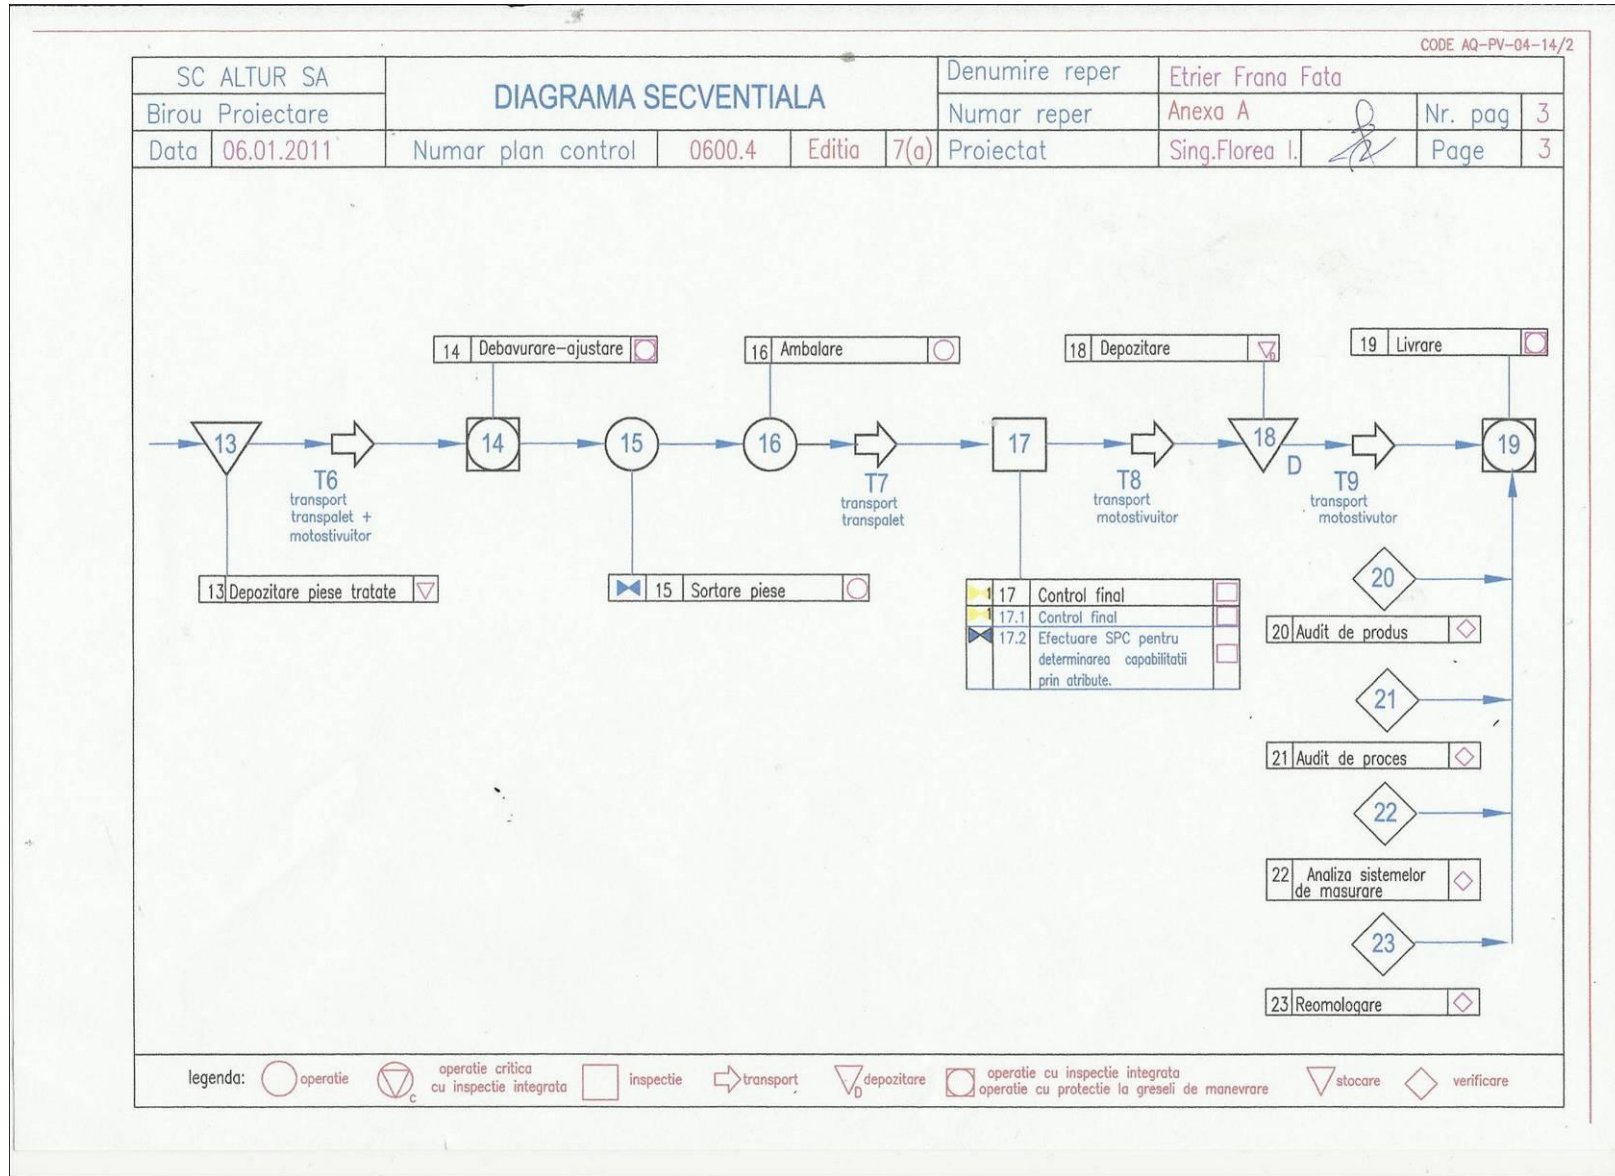 CODE AQ-PV-04-14/2
SC ALTUR SA
DIAGRAMA SECVENTIALA
Denumire reper
Etrier Frana Fata
Birou Proiectare
Numar reper
Anexa A
Nr. pag
3
Data
06.01.2011
Numar plan control
0600.4
Editia
7(a)
Proiectat
Sing.Florea I.
Page
3
14 Debavurare-ajustare
16 Ambalare
18 Depozitare
D
19 Livrare
13
14
15
16
17
18
D
19
T6
transport
transpalet +
motostivuitor
T7
transport
transpalet
T8
transport
motostivuitor
T9
transport
motostivutor
13 Depozitare piese tratate
15 Sortare piese
1 17 Control final
1 17.1 Control final
17.2 Efectuare SPC pentru
determinarea capabilitatii
prin atribute.
20
20 Audit de produs
21
21 Audit de proces
22
22 Analiza sistemelor
de masurare
23
23 Reomologare
legenda:
operatie
C
operatie critica
cu inspectie integrata
inspectie
transport
D
depozitare
operatie cu inspectie integrata
operatie cu protectie la greseli de manevrare
stocare
verificare